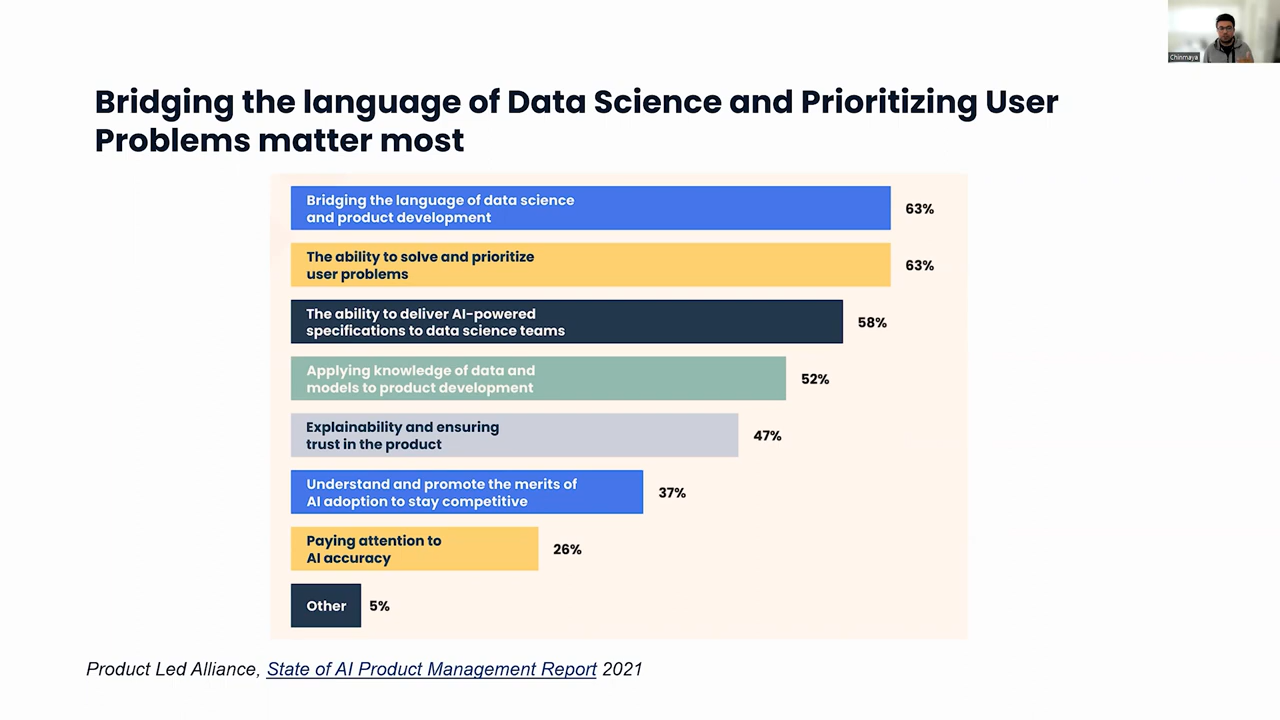 Chinmaya
Bridging the language of Data Science and Prioritizing User
Problems matter most
Bridging the language of data science
and product development
63%
The ability to solve and prioritize
user problems
63%
The ability to deliver AI-powered
specifications to data science teams
58%
Applying knowledge of data and
models to product development
52%
Explainability and ensuring
trust in the product
47%
Understand and promote the merits of
AI adoption to stay competitive
37%
Paying attention to
AI accuracy
26%
Other
5%
Product Led Alliance, State of AI Product Management Report 2021